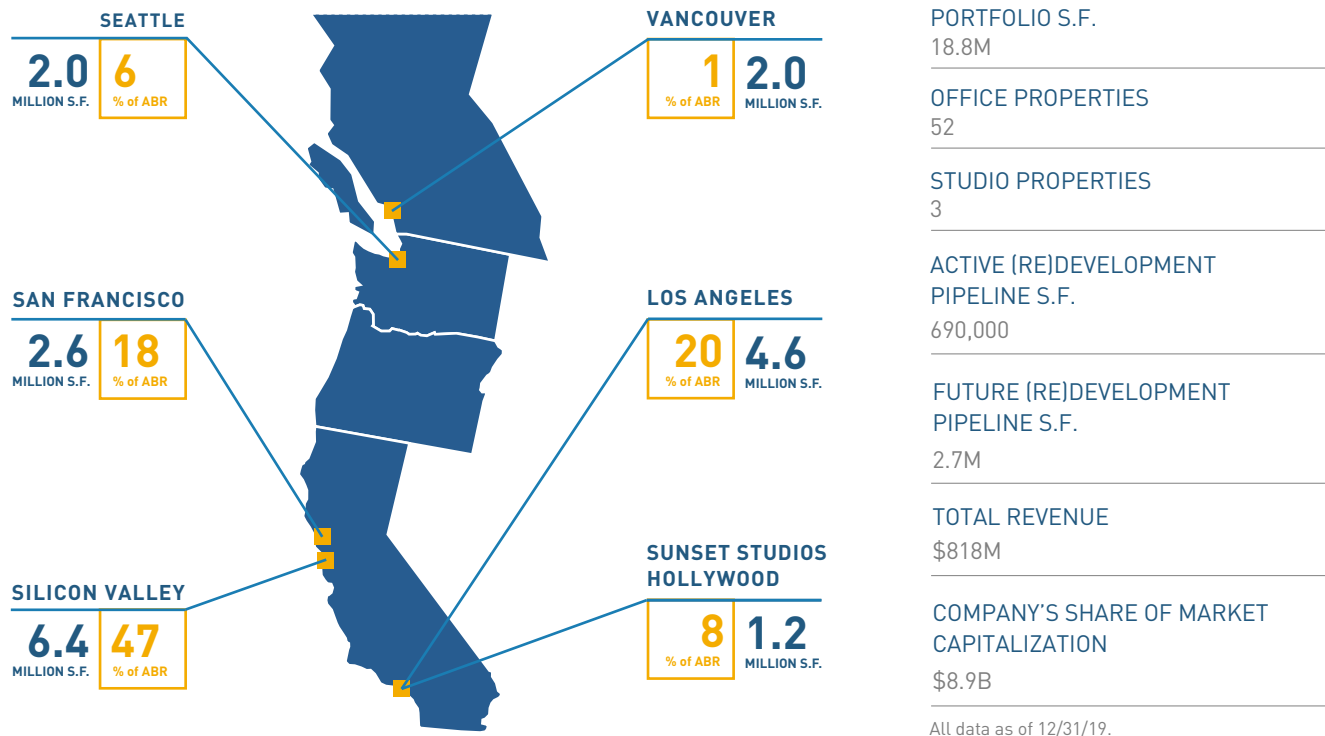 SEATTLE
2.0
MILLION S.F.
6
% of ABR
VANCOUVER
1
% of ABR
2.0
MILLION S.F.
SAN FRANCISCO
2.6
MILLION S.F.
18
% of ABR
LOS ANGELES
20
% of ABR
4.6
MILLION S.F.
SILICON VALLEY
6.4
MILLION S.F.
47
% of ABR
SUNSET STUDIOS
HOLLYWOOD
8
% of ABR
1.2
MILLION S.F.
PORTFOLIO S.F.
18.8M
OFFICE PROPERTIES
52
STUDIO PROPERTIES
3
ACTIVE (RE)DEVELOPMENT
PIPELINE S.F.
690,000
FUTURE (RE)DEVELOPMENT
PIPELINE S.F.
2.7M
TOTAL REVENUE
$818M
COMPANY'S SHARE OF MARKET
CAPITALIZATION
$8.9B
All data as of 12/31/19.